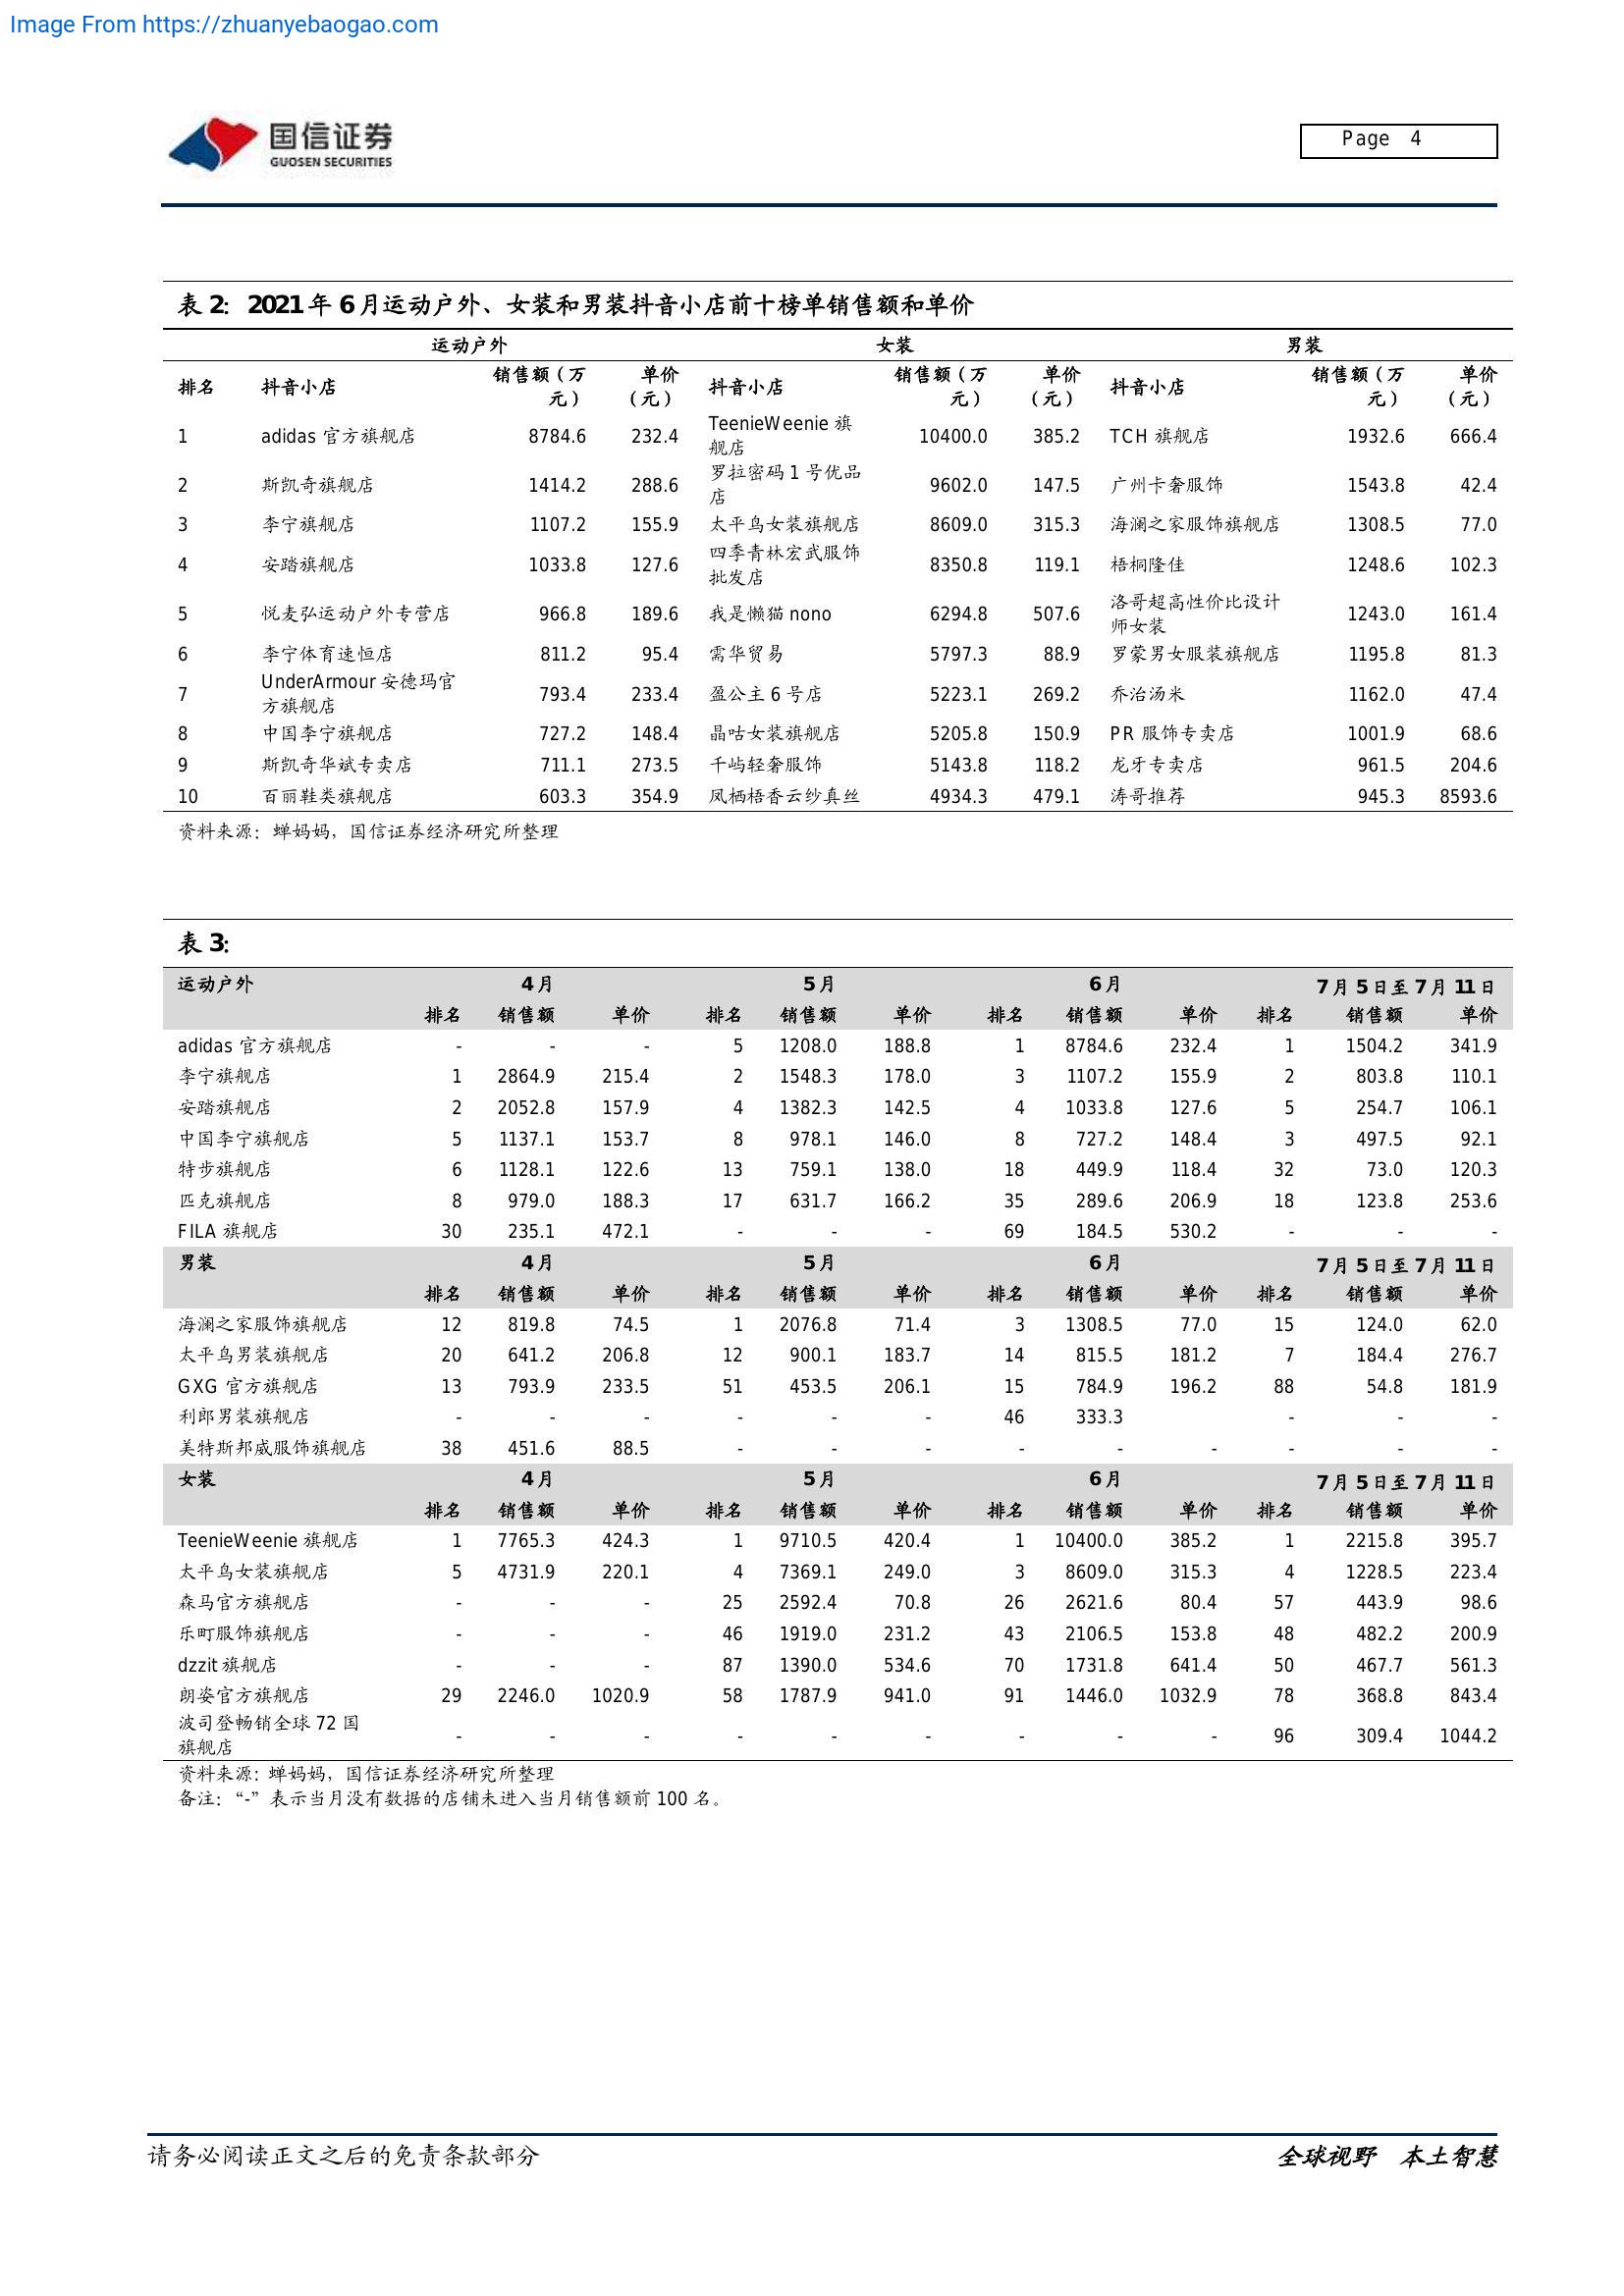 Image From https://zhuanyebaogao.com
国信证券
GUOSEN SECURITIES
Page 4
表 2：2021 年 6 月运动户外、女装和男装抖音小店前十榜单销售额和单价
运动户外 女装 男装
排名 抖音小店 销售额（万元） 单价（元） 抖音小店 销售额（万元） 单价（元） 抖音小店 销售额（万元） 单价（元）
1 adidas 官方旗舰店 8784.6 232.4 TeenieWeenie 旗舰店 10400.0 385.2 TCH 旗舰店 1932.6 666.4
2 斯凯奇旗舰店 1414.2 288.6 罗拉密码 1 号优品店 9602.0 147.5 广州卡奢服饰 1543.8 42.4
3 李宁旗舰店 1107.2 155.9 太平鸟女装旗舰店 8609.0 315.3 海澜之家服饰旗舰店 1308.5 77.0
4 安踏旗舰店 1033.8 127.6 四季青林宏武服饰批发店 8350.8 119.1 梧桐隆佳 1248.6 102.3
5 悦麦弘运动户外专营店 966.8 189.6 我是懒猫 nono 6294.8 507.6 洛哥超高性价比设计师女装 1243.0 161.4
6 李宁体育速恒店 811.2 95.4 需华贸易 5797.3 88.9 罗蒙男女服装旗舰店 1195.8 81.3
7 UnderArmour 安德玛官方旗舰店 793.4 233.4 盈公主 6 号店 5223.1 269.2 乔治汤米 1162.0 47.4
8 中国李宁旗舰店 727.2 148.4 晶咕女装旗舰店 5205.8 150.9 PR 服饰专卖店 1001.9 68.6
9 斯凯奇华斌专卖店 711.1 273.5 千屿轻奢服饰 5143.8 118.2 龙牙专卖店 961.5 204.6
10 百丽鞋类旗舰店 603.3 354.9 凤栖梧香云纱真丝 4934.3 479.1 涛哥推荐 945.3 8593.6
资料来源：蝉妈妈，国信证券经济研究所整理
表 3：
运动户外 4 月 5 月 6 月 7 月 5 日至 7 月 11 日
排名 销售额 单价 排名 销售额 单价 排名 销售额 单价 排名 销售额 单价
adidas 官方旗舰店 - - - 5 1208.0 188.8 1 8784.6 232.4 1 1504.2 341.9
李宁旗舰店 1 2864.9 215.4 2 1548.3 178.0 3 1107.2 155.9 2 803.8 110.1
安踏旗舰店 2 2052.8 157.9 4 1382.3 142.5 4 1033.8 127.6 5 254.7 106.1
中国李宁旗舰店 5 1137.1 153.7 8 978.1 146.0 8 727.2 148.4 3 497.5 92.1
特步旗舰店 6 1128.1 122.6 13 759.1 138.0 18 449.9 118.4 32 73.0 120.3
匹克旗舰店 8 979.0 188.3 17 631.7 166.2 35 289.6 206.9 18 123.8 253.6
FILA 旗舰店 30 235.1 472.1 - - - 69 184.5 530.2 - - -
男装 4 月 5 月 6 月 7 月 5 日至 7 月 11 日
排名 销售额 单价 排名 销售额 单价 排名 销售额 单价 排名 销售额 单价
海澜之家服饰旗舰店 12 819.8 74.5 1 2076.8 71.4 3 1308.5 77.0 15 124.0 62.0
太平鸟男装旗舰店 20 641.2 206.8 12 900.1 183.7 14 815.5 181.2 7 184.4 276.7
GXG 官方旗舰店 13 793.9 233.5 51 453.5 206.1 15 784.9 196.2 88 54.8 181.9
利郎男装旗舰店 - - - - - - 46 333.3 - - -
美特斯邦威服饰旗舰店 38 451.6 88.5 - - - - - - - - -
女装 4 月 5 月 6 月 7 月 5 日至 7 月 11 日
排名 销售额 单价 排名 销售额 单价 排名 销售额 单价 排名 销售额 单价
TeenieWeenie 旗舰店 1 7765.3 424.3 1 9710.5 420.4 1 10400.0 385.2 1 2215.8 395.7
太平鸟女装旗舰店 5 4731.9 220.1 4 7369.1 249.0 3 8609.0 315.3 4 1228.5 223.4
森马官方旗舰店 - - - 25 2592.4 70.8 26 2621.6 80.4 57 443.9 98.6
乐町服饰旗舰店 - - - 46 1919.0 231.2 43 2106.5 153.8 48 482.2 200.9
dzzit 旗舰店 - - - 87 1390.0 534.6 70 1731.8 641.4 50 467.7 561.3
朗姿官方旗舰店 29 2246.0 1020.9 58 1787.9 941.0 91 1446.0 1032.9 78 368.8 843.4
波司登畅销全球 72 国旗舰店 - - - - - - - - - 96 309.4 1044.2
资料来源：蝉妈妈，国信证券经济研究所整理
备注：“-”表示当月没有数据的店铺未进入当月销售额前 100 名。
请务必阅读正文之后的免责条款部分
全球视野 本土智慧